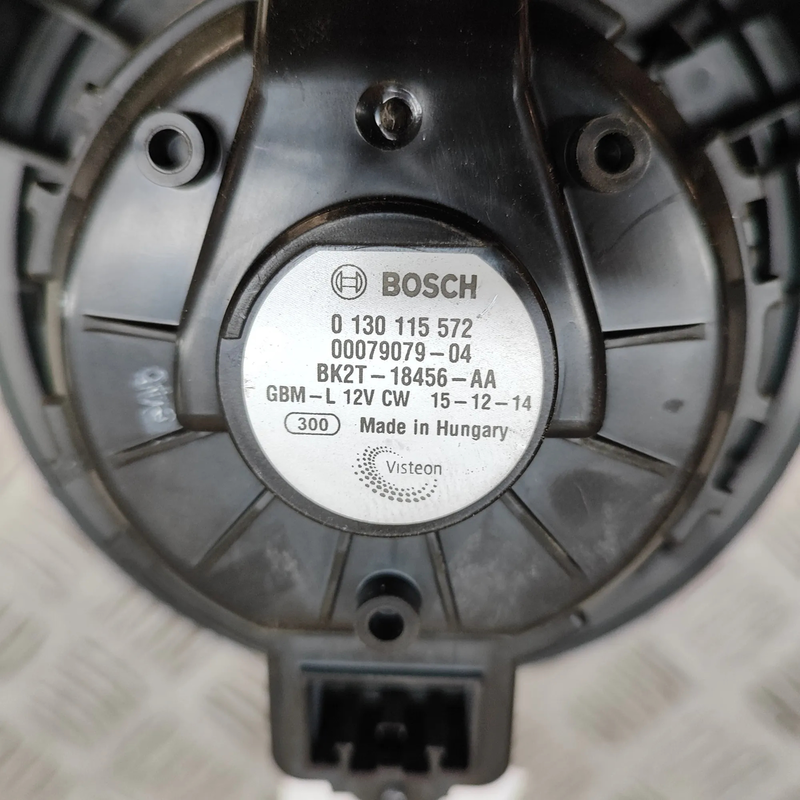 BOSCH
0 130 115 572
00079079-04
BK2T-18456-AA
GBM-L 12V CW 15-12-14
300 Made in Hungary
Visteon